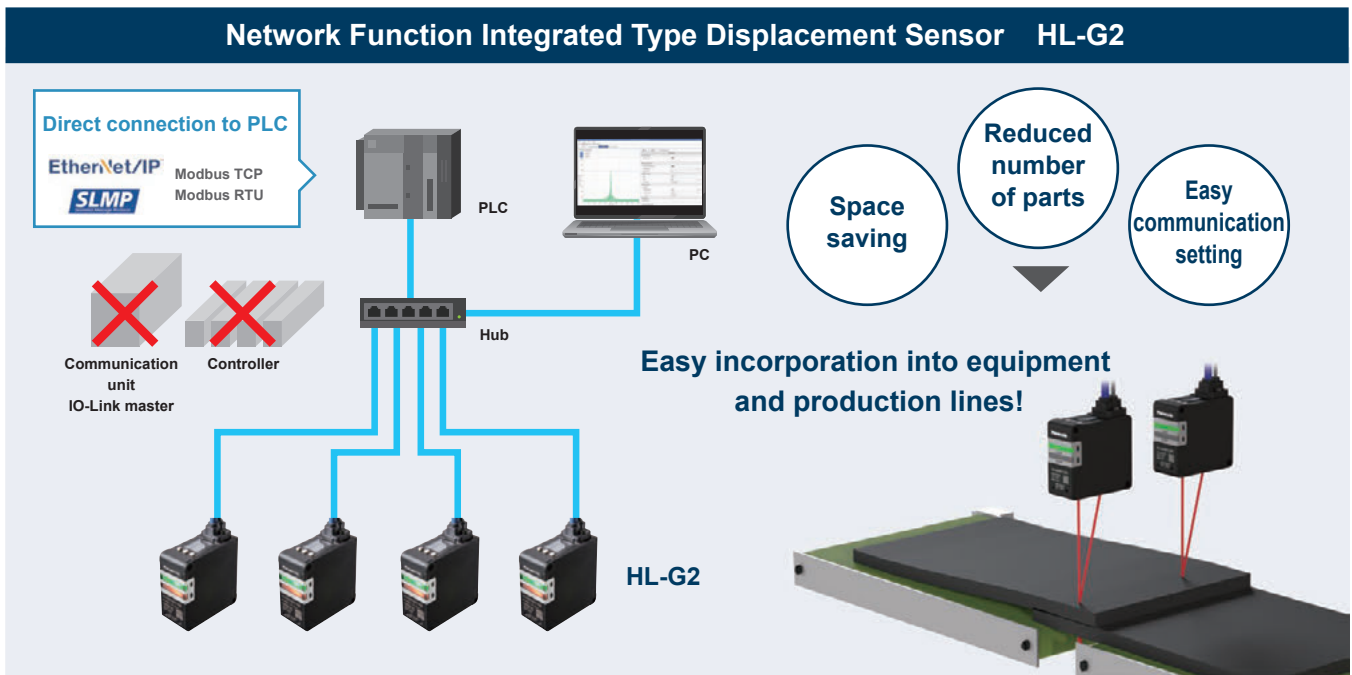 Network Function Integrated Type Displacement Sensor HL-G2
Direct connection to PLC
EtherNet/IP
SLMP
Modbus TCP
Modbus RTU
PLC
PC
Hub
Communication
unit
IO-Link master
Controller
HL-G2
Space
saving
Reduced
number
of parts
Easy
communication
setting
Easy incorporation into equipment
and production lines!